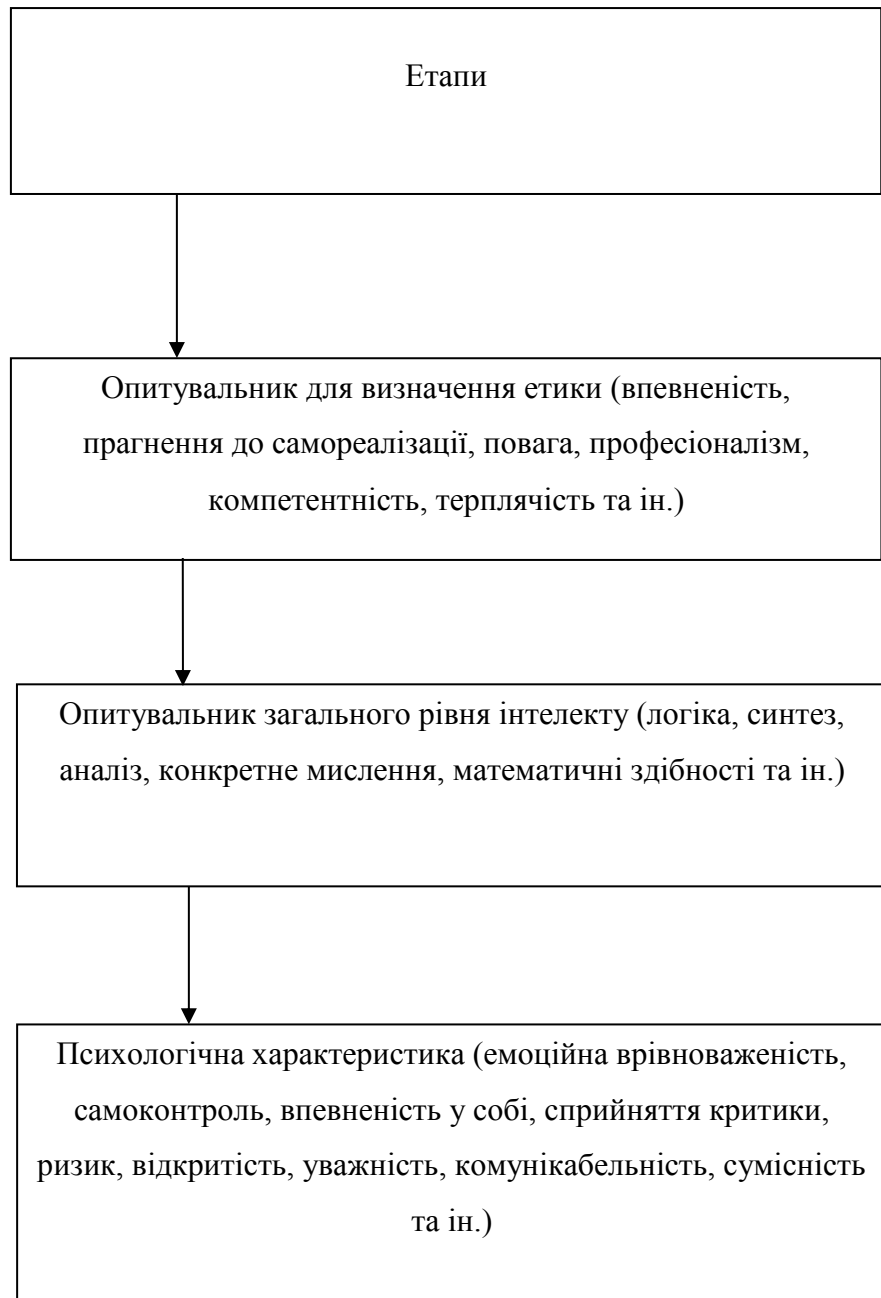 Етапи
Опитувальник для визначення етики (впевненість,
прагнення до самореалізації, повага, професіоналізм,
компетентність, терплячість та ін.)
Опитувальник загального рівня інтелекту (логіка, синтез,
аналіз, конкретне мислення, математичні здібності та ін.)
Психологічна характеристика (емоційна врівноваженість,
самоконтроль, впевненість у собі, сприйняття критики,
ризик, відкритість, уважність, комунікабельність, сумісність
та ін.)